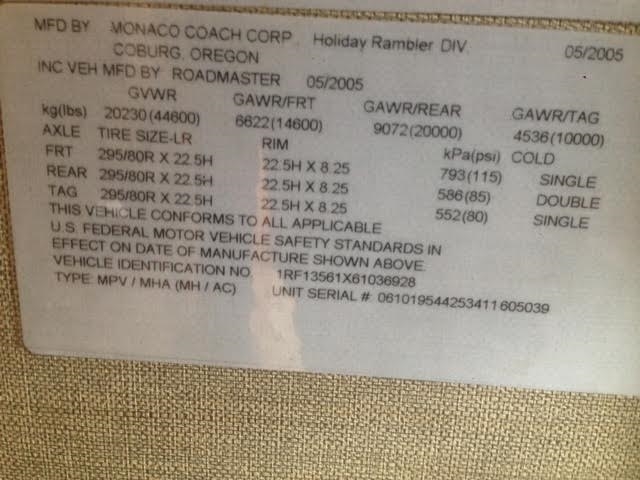 MFD BY MONACO COACH CORP Holiday Rambler DIV. 05/2005
COBURG, OREGON
INC VEH MFD BY ROADMASTER 05/2005
GVWR GAWR/FRT GAWR/REAR GAWR/TAG
kg(lbs) 20230(44600) 6622(14600) 9072(20000) 4536(10000)
AXLE TIRE SIZE-LR RIM kPa(psi) COLD
FRT 295/80R X 22.5H 22.5H X 8.25 793(115) SINGLE
REAR 295/80R X 22.5H 22.5H X 8.25 586(85) DOUBLE
TAG 295/80R X 22.5H 22.5H X 8.25 552(80) SINGLE
THIS VEHICLE CONFORMS TO ALL APPLICABLE
U.S. FEDERAL MOTOR VEHICLE SAFETY STANDARDS IN
EFFECT ON DATE OF MANUFACTURE SHOWN ABOVE.
VEHICLE IDENTIFICATION NO. 1RF13561X61036928
TYPE: MPV / MHA (MH / AC) UNIT SERIAL #: 061019544253411605039